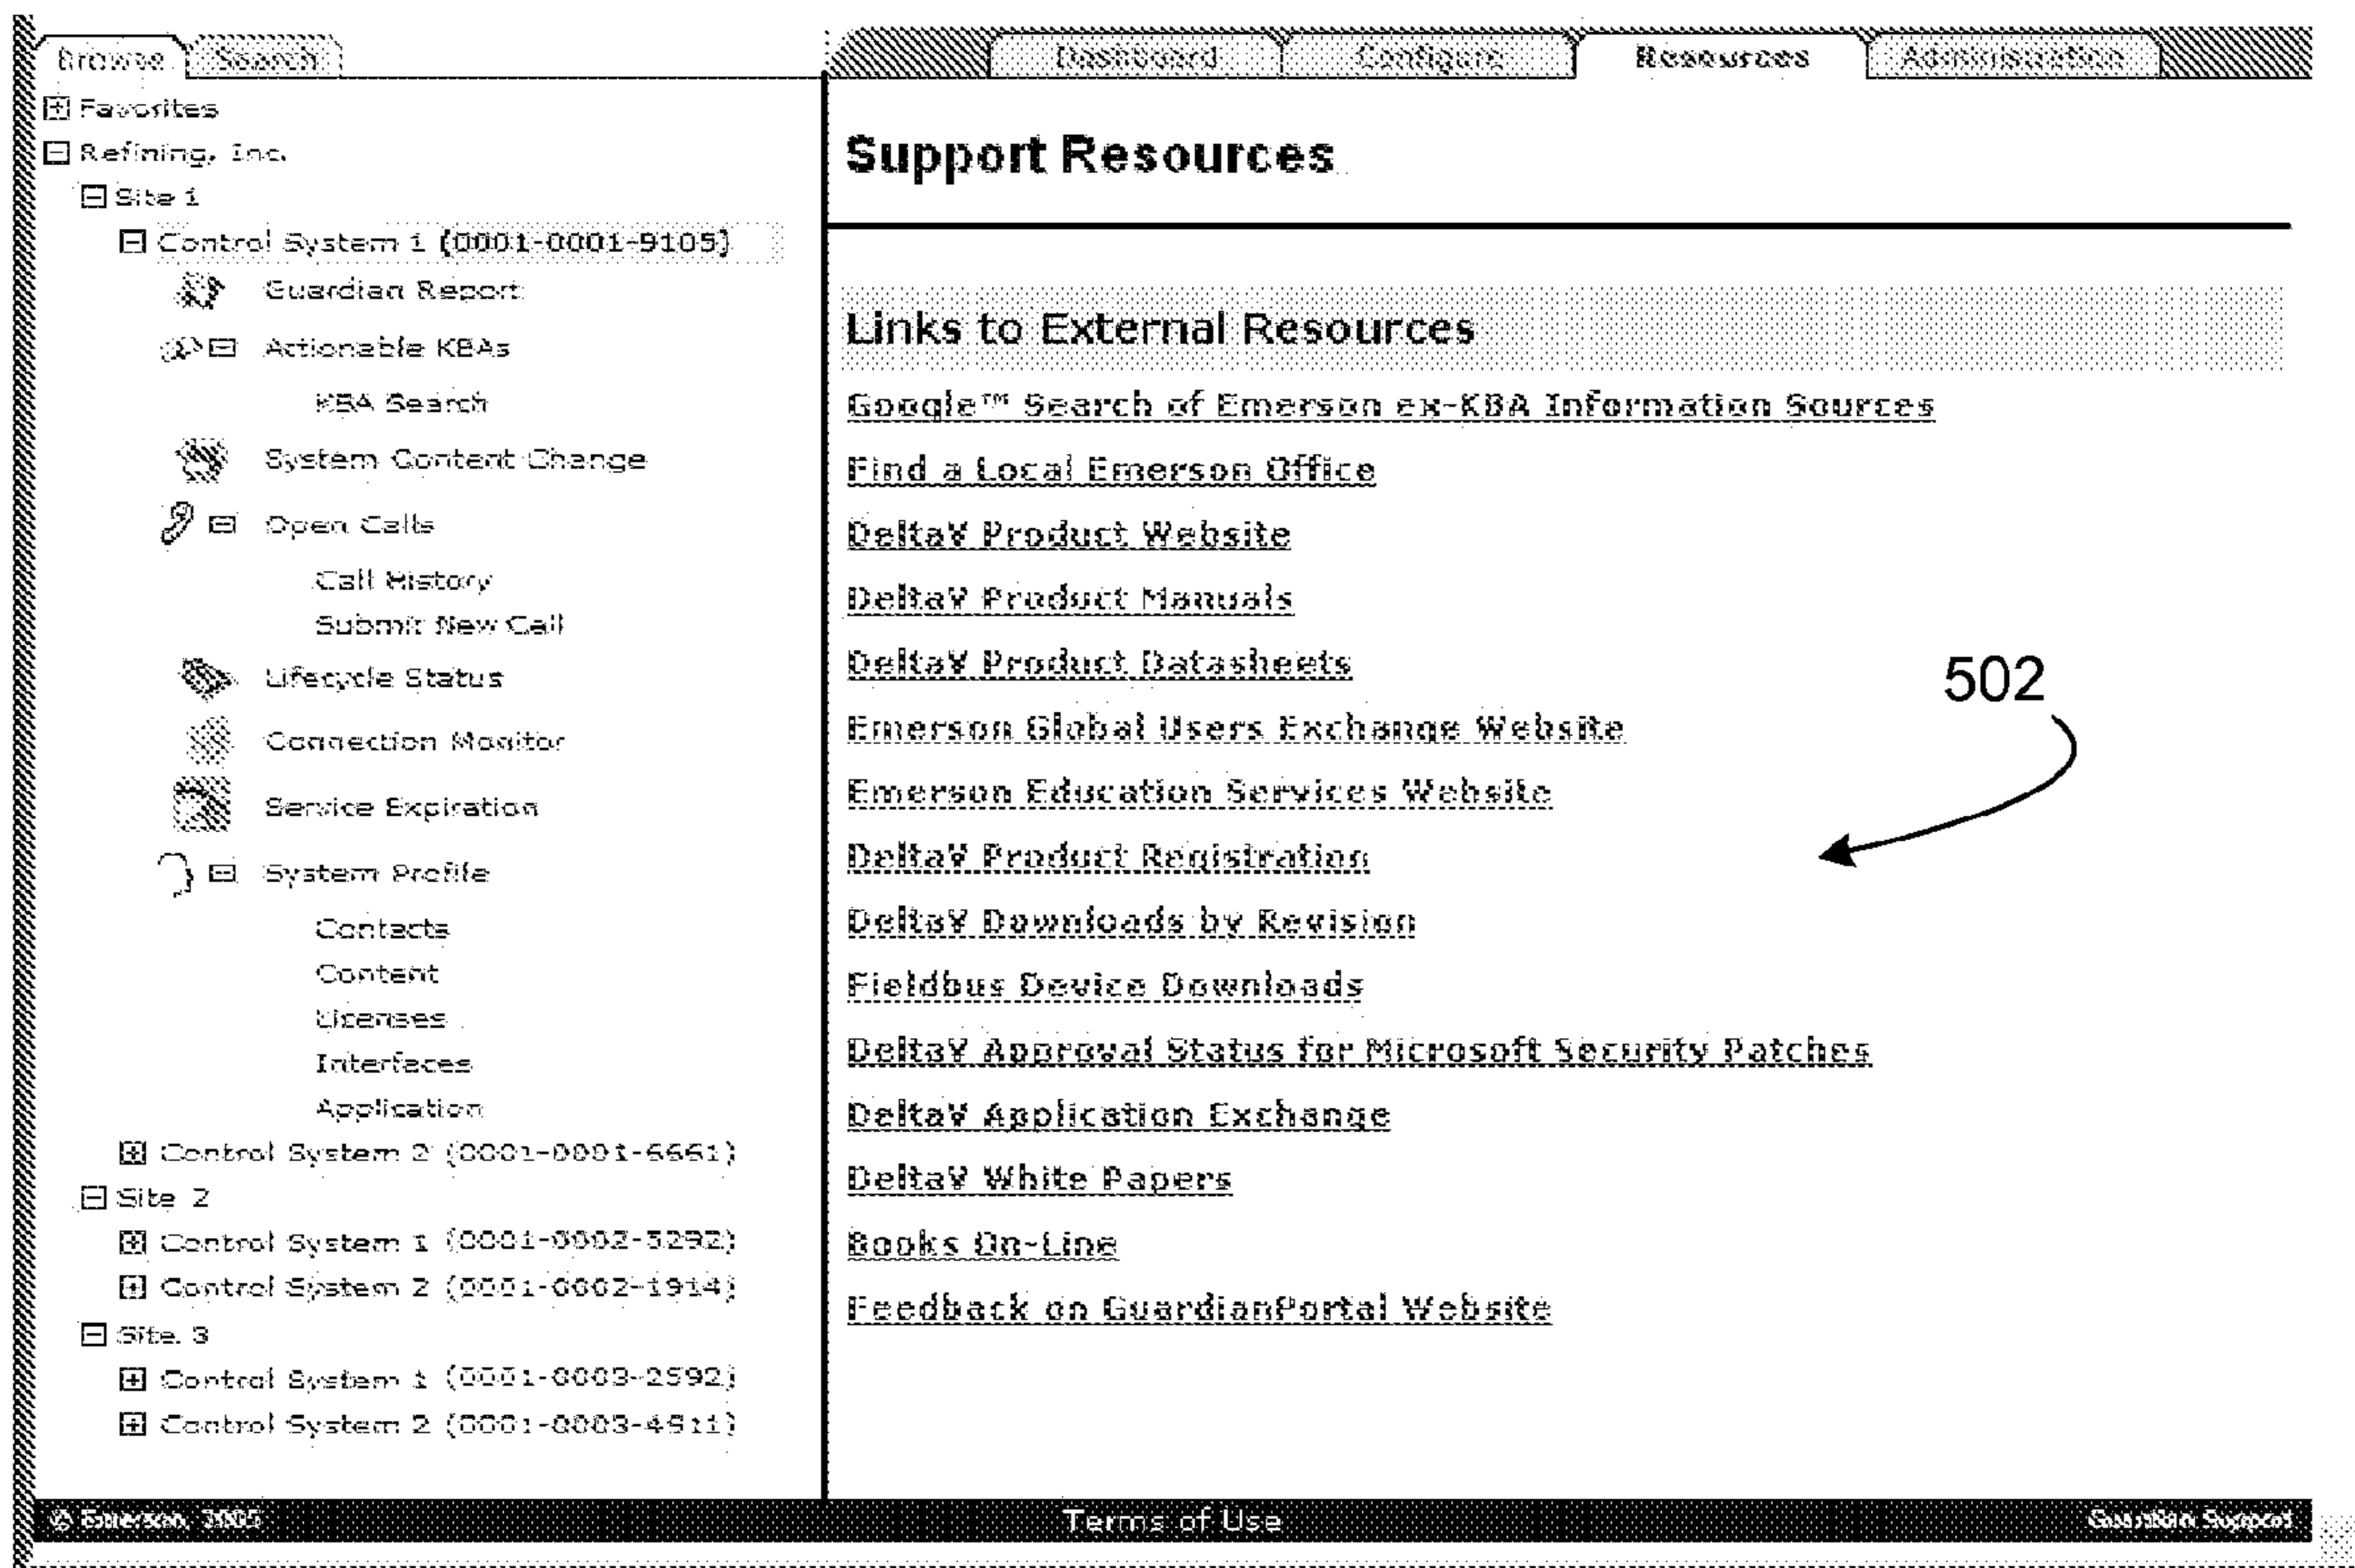 Browse Search
Dashboard Configure Resources Administration
Favorites
Refining, Inc.
Site 1
Control System 1 (0001-0001-9105)
Guardian Report
Actionable KBAs
KBA Search
System Content Change
Open Calls
Call History
Submit New Call
Lifecycle Status
Connection Monitor
Service Expiration
System Profile
Contacts
Content
Licenses
Interfaces
Application
Control System 2 (0001-0001-6661)
Site 2
Control System 1 (0001-0002-3292)
Control System 2 (0001-0002-1914)
Site 3
Control System 1 (0001-0003-2592)
Control System 2 (0001-0003-4511)
Support Resources
Links to External Resources
Google™ Search of Emerson ex-KBA Information Sources
Find a Local Emerson Office
DeltaV Product Website
DeltaV Product Manuals
DeltaV Product Datasheets
Emerson Global Users Exchange Website
Emerson Education Services Website
DeltaV Product Registration
DeltaV Downloads by Revision
Fieldbus Device Downloads
DeltaV Approval Status for Microsoft Security Patches
DeltaV Application Exchange
DeltaV White Papers
Books On-Line
Feedback on GuardianPortal Website
502
© Emerson, 2005 Terms of Use Guardian Support